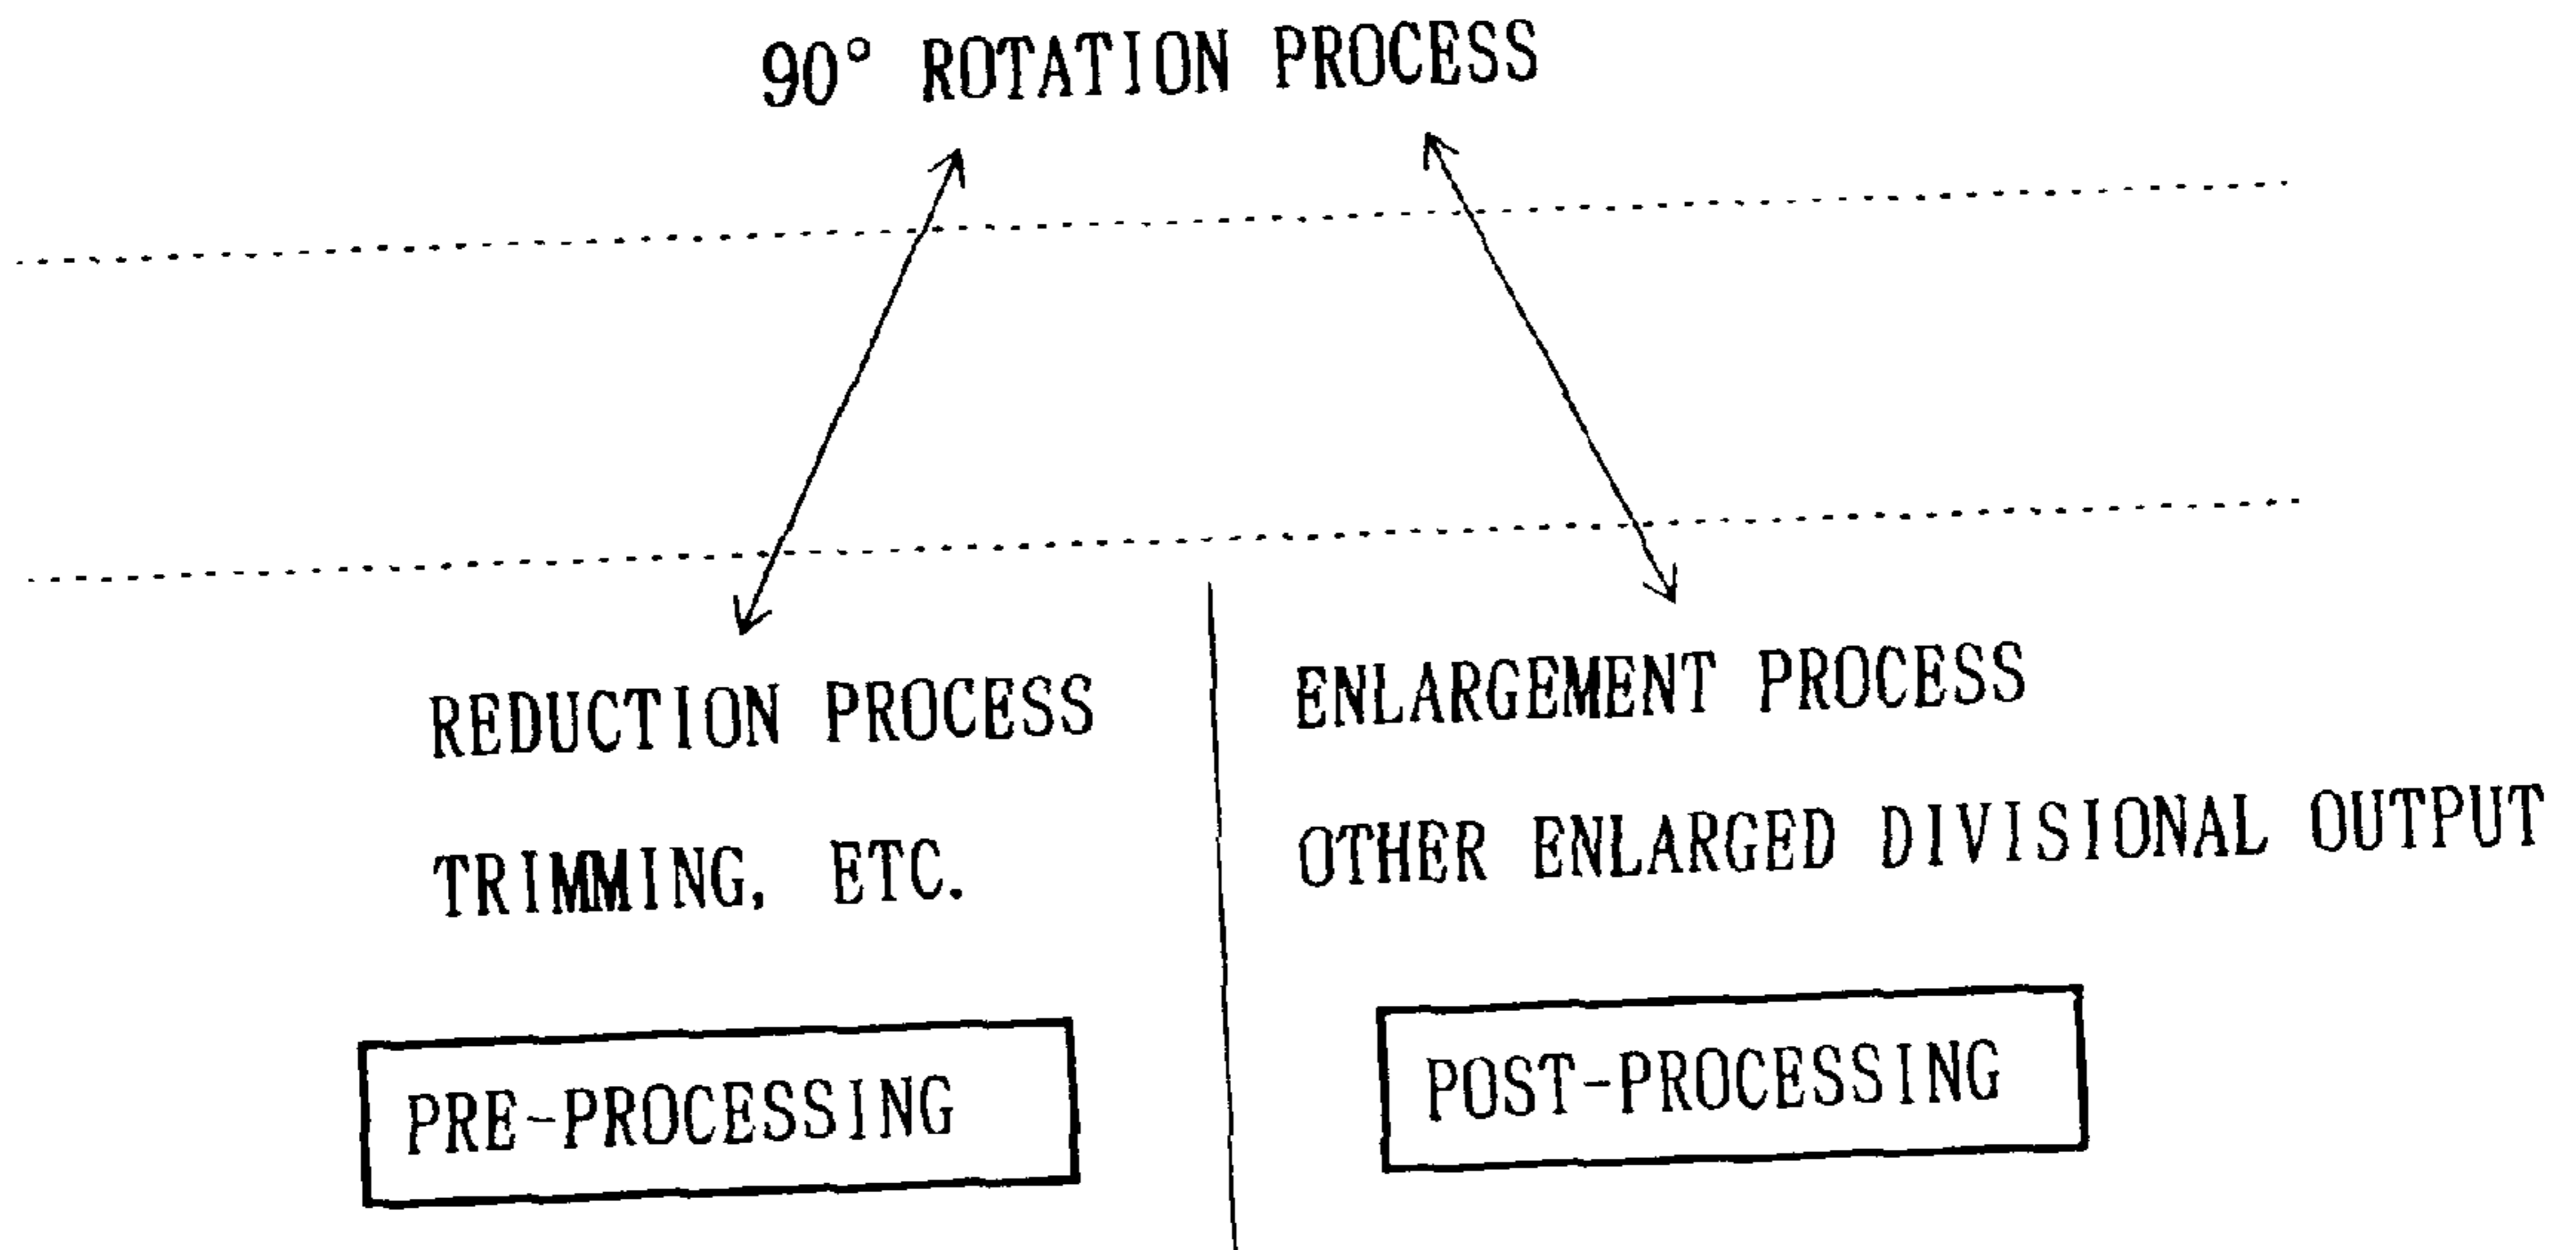 90° ROTATION PROCESS
REDUCTION PROCESS
TRIMMING, ETC.
PRE-PROCESSING
ENLARGEMENT PROCESS
OTHER ENLARGED DIVISIONAL OUTPUT
POST-PROCESSING